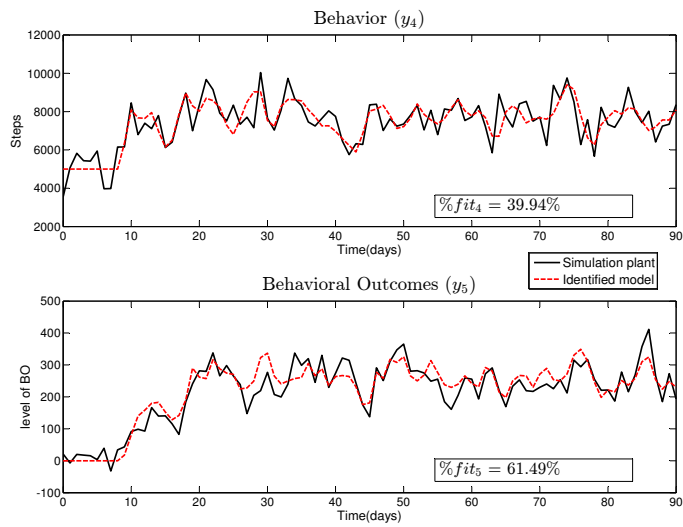 Behavior (y4)
12000
10000
8000
6000
4000
2000
Steps
%fit4 = 39.94%
0 10 20 30 40 50 60 70 80 90
Time(days)
Simulation plant
Identified model
Behavioral Outcomes (y5)
500
400
300
200
100
0
-100
level of BO
%fit5 = 61.49%
0 10 20 30 40 50 60 70 80 90
Time(days)